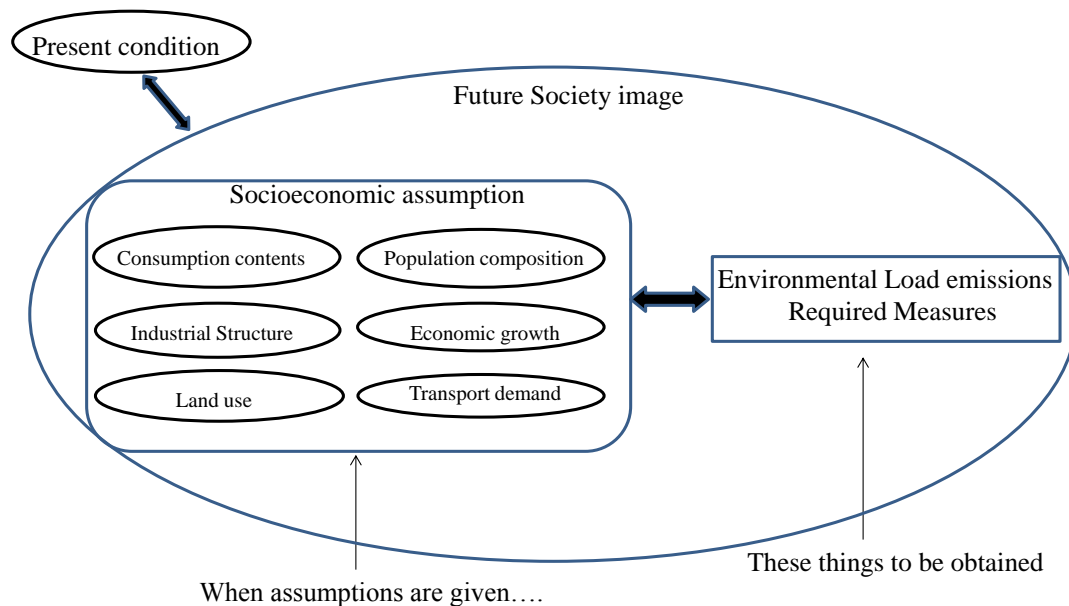 Present condition
Future Society image
Socioeconomic assumption
Consumption contents
Population composition
Industrial Structure
Economic growth
Land use
Transport demand
Environmental Load emissions
Required Measures
These things to be obtained
When assumptions are given….